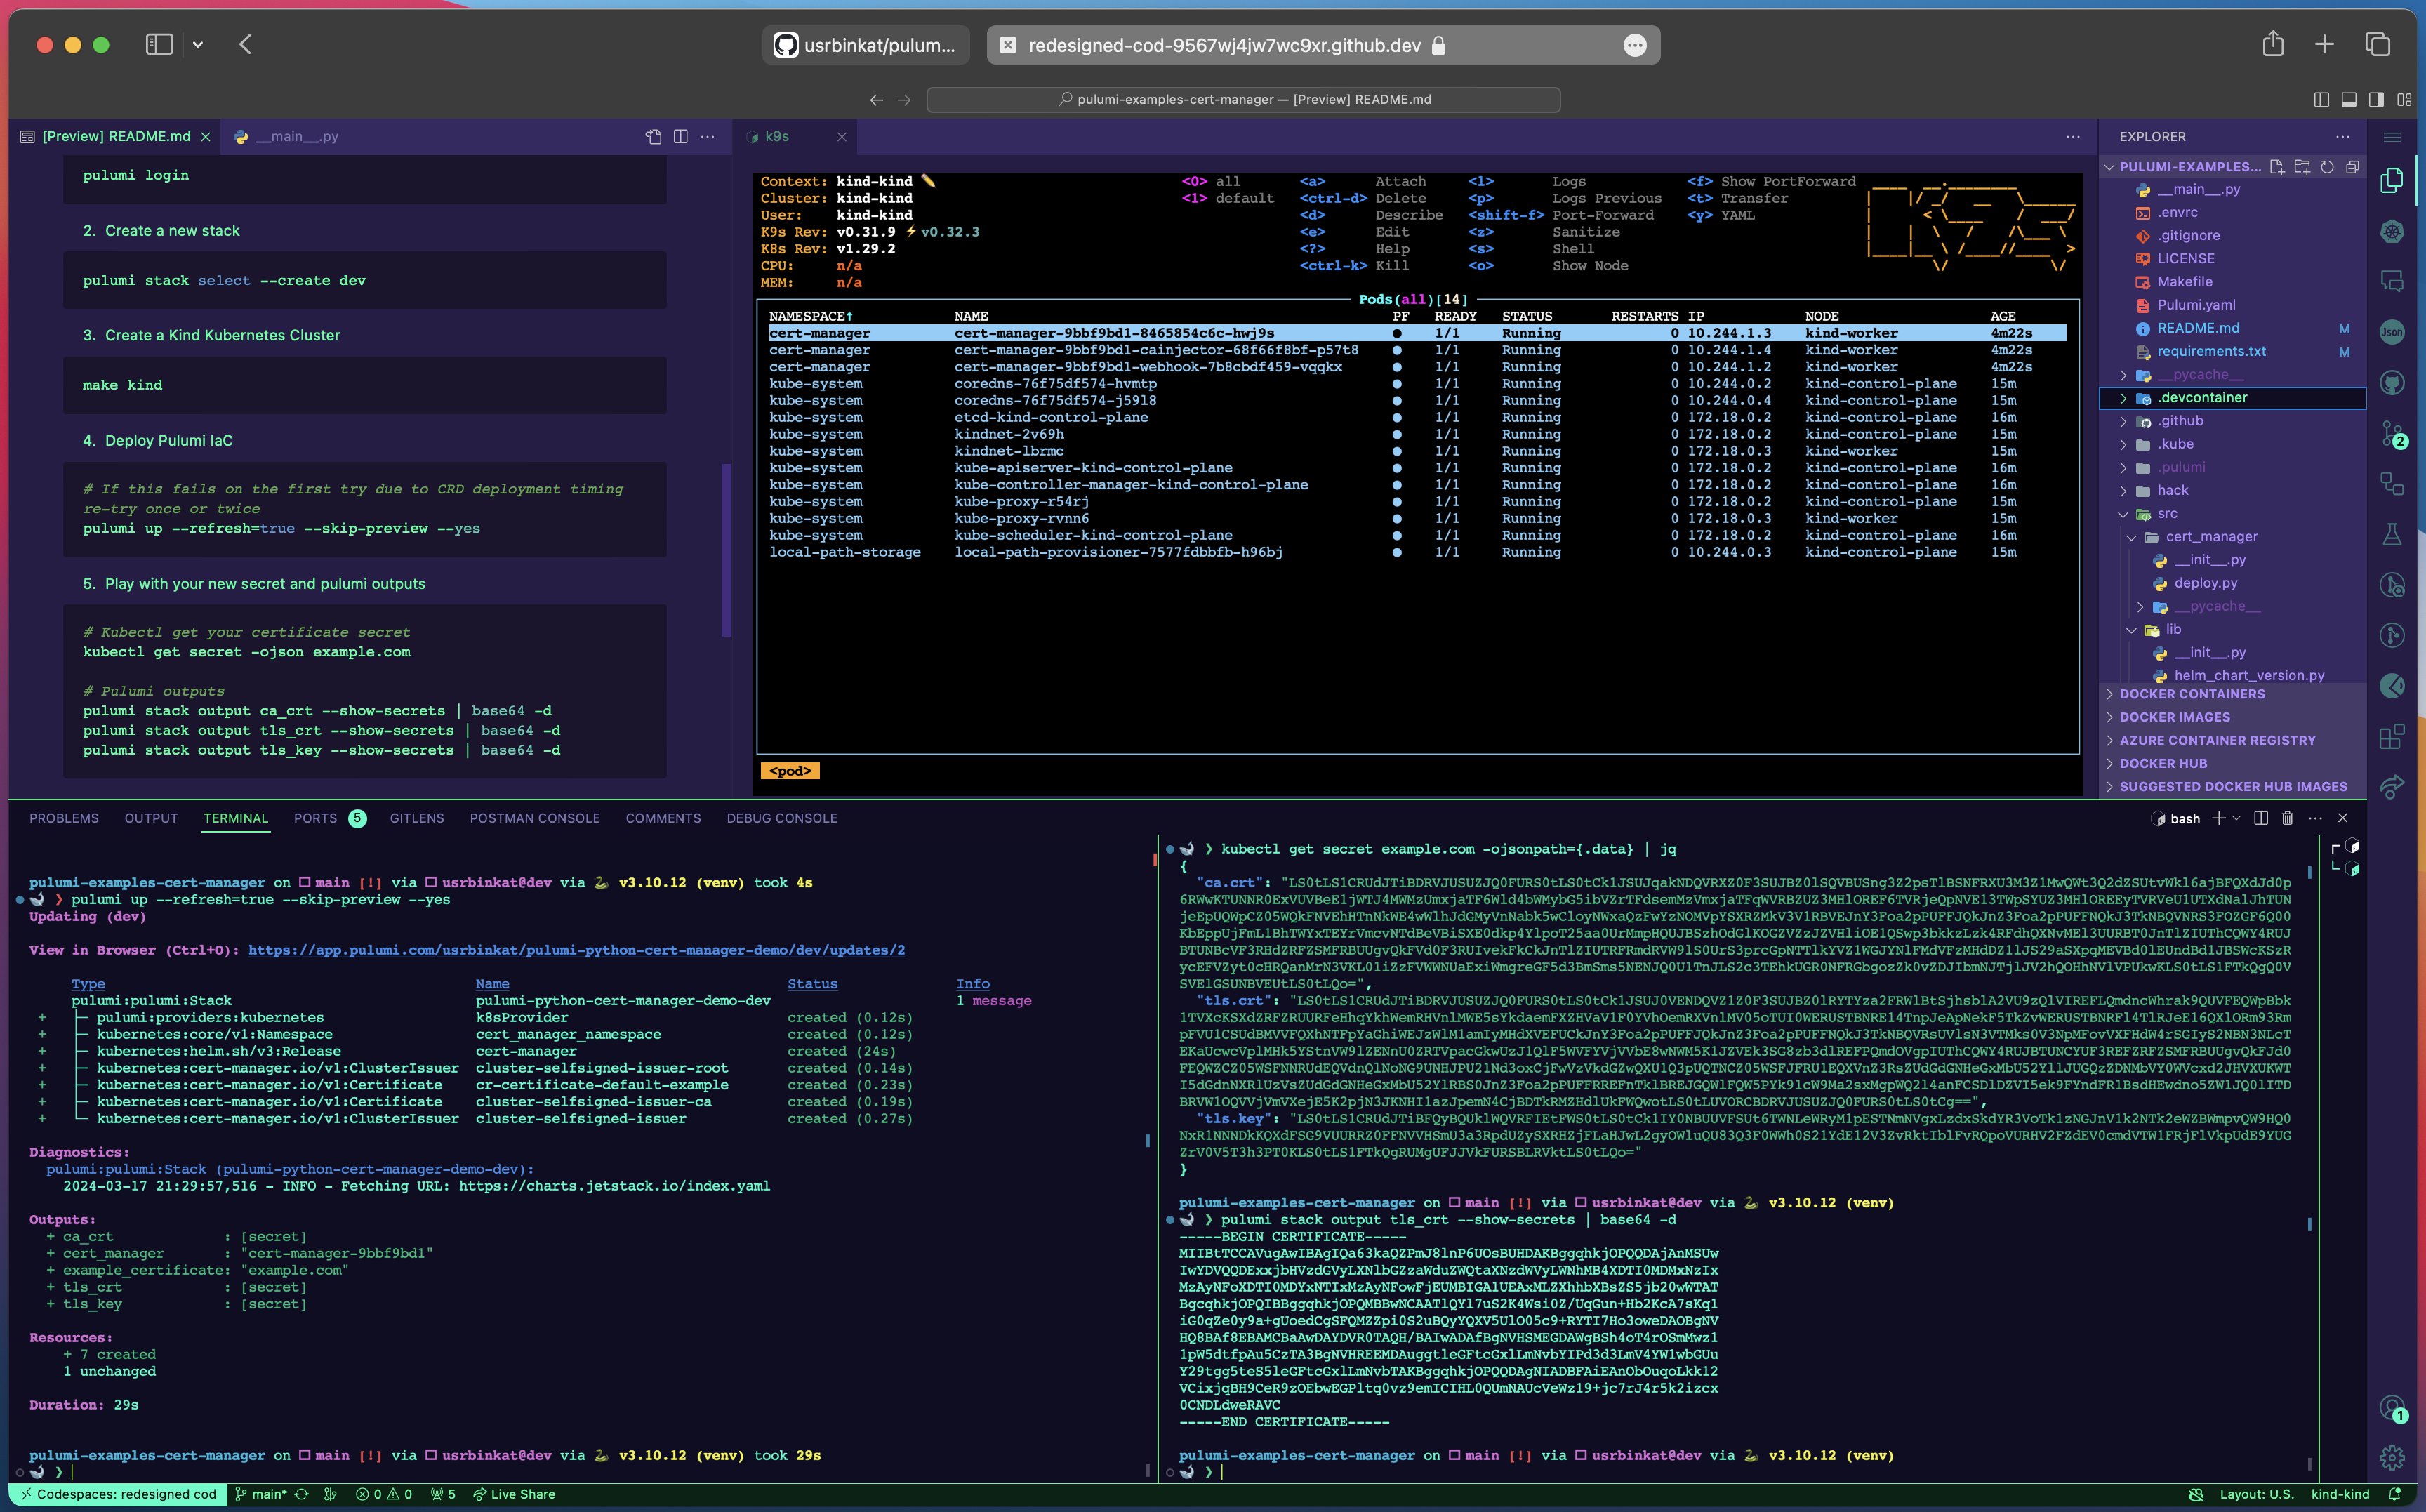 usrbinkat/pulum...
redesigned-cod-9567wj4jw7wc9xr.github.dev
pulumi-examples-cert-manager — [Preview] README.md
[Preview] README.md
__main__.py
pulumi login
2. Create a new stack
pulumi stack select --create dev
3. Create a Kind Kubernetes Cluster
make kind
4. Deploy Pulumi IaC
# If this fails on the first try due to CRD deployment timing
re-try once or twice
pulumi up --refresh=true --skip-preview --yes
5. Play with your new secret and pulumi outputs
# Kubectl get your certificate secret
kubectl get secret -ojson example.com
# Pulumi outputs
pulumi stack output ca_crt --show-secrets | base64 -d
pulumi stack output tls_crt --show-secrets | base64 -d
pulumi stack output tls_key --show-secrets | base64 -d
k9s
Context: kind-kind <0> all <a> Attach <l> Logs <f> Show PortForward
Cluster: kind-kind <1> default <ctrl-d> Delete <p> Logs Previous <t> Transfer
User: kind-kind <d> Describe <shift-f> Port-Forward <y> YAML
K9s Rev: v0.31.9 ⚡v0.32.3 <e> Edit <z> Sanitize
K8s Rev: v1.29.2 <?> Help <s> Shell
CPU: n/a <ctrl-k> Kill <o> Show Node
MEM: n/a
Pods(all)[14]
NAMESPACE↑ NAME PF READY STATUS RESTARTS IP NODE AGE
cert-manager cert-manager-9bbf9bd1-8465854c6c-hwj9s ● 1/1 Running 0 10.244.1.3 kind-worker 4m22s
cert-manager cert-manager-9bbf9bd1-cainjector-68f66f8bf-p57t8 ● 1/1 Running 0 10.244.1.4 kind-worker 4m22s
cert-manager cert-manager-9bbf9bd1-webhook-7b8cbdf459-vqqkx ● 1/1 Running 0 10.244.1.2 kind-worker 4m22s
kube-system coredns-76f75df574-hvmtp ● 1/1 Running 0 10.244.0.2 kind-control-plane 15m
kube-system coredns-76f75df574-j59l8 ● 1/1 Running 0 10.244.0.4 kind-control-plane 15m
kube-system etcd-kind-control-plane ● 1/1 Running 0 172.18.0.2 kind-control-plane 16m
kube-system kindnet-2v69h ● 1/1 Running 0 172.18.0.2 kind-control-plane 15m
kube-system kindnet-lbrmc ● 1/1 Running 0 172.18.0.3 kind-worker 15m
kube-system kube-apiserver-kind-control-plane ● 1/1 Running 0 172.18.0.2 kind-control-plane 16m
kube-system kube-controller-manager-kind-control-plane ● 1/1 Running 0 172.18.0.2 kind-control-plane 16m
kube-system kube-proxy-r54rj ● 1/1 Running 0 172.18.0.2 kind-control-plane 15m
kube-system kube-proxy-rvnn6 ● 1/1 Running 0 172.18.0.3 kind-worker 15m
kube-system kube-scheduler-kind-control-plane ● 1/1 Running 0 172.18.0.2 kind-control-plane 16m
local-path-storage local-path-provisioner-7577fdbbfb-h96bj ● 1/1 Running 0 10.244.0.3 kind-control-plane 15m
<pod>
EXPLORER
PULUMI-EXAMPLES...
__main__.py
.envrc
.gitignore
LICENSE
Makefile
Pulumi.yaml
README.md M
requirements.txt M
__pycache__
.devcontainer
.github
.kube
.pulumi
hack
src
cert_manager
__init__.py
deploy.py
__pycache__
lib
__init__.py
helm_chart_version.py
DOCKER CONTAINERS
DOCKER IMAGES
AZURE CONTAINER REGISTRY
DOCKER HUB
SUGGESTED DOCKER HUB IMAGES
Json
2
1
PROBLEMS OUTPUT TERMINAL PORTS 5 GITLENS POSTMAN CONSOLE COMMENTS DEBUG CONSOLE
bash
pulumi-examples-cert-manager on main [!] via usrbinkat@dev via v3.10.12 (venv) took 4s
❯ pulumi up --refresh=true --skip-preview --yes
Updating (dev)
View in Browser (Ctrl+O): https://app.pulumi.com/usrbinkat/pulumi-python-cert-manager-demo/dev/updates/2
Type Name Status Info
pulumi:pulumi:Stack pulumi-python-cert-manager-demo-dev 1 message
+ ├─ pulumi:providers:kubernetes k8sProvider created (0.12s)
+ ├─ kubernetes:core/v1:Namespace cert_manager_namespace created (0.12s)
+ ├─ kubernetes:helm.sh/v3:Release cert-manager created (24s)
+ ├─ kubernetes:cert-manager.io/v1:ClusterIssuer cluster-selfsigned-issuer-root created (0.14s)
+ ├─ kubernetes:cert-manager.io/v1:Certificate cr-certificate-default-example created (0.23s)
+ ├─ kubernetes:cert-manager.io/v1:Certificate cluster-selfsigned-issuer-ca created (0.19s)
+ └─ kubernetes:cert-manager.io/v1:ClusterIssuer cluster-selfsigned-issuer created (0.27s)
Diagnostics:
pulumi:pulumi:Stack (pulumi-python-cert-manager-demo-dev):
2024-03-17 21:29:57,516 - INFO - Fetching URL: https://charts.jetstack.io/index.yaml
Outputs:
+ ca_crt : [secret]
+ cert_manager : "cert-manager-9bbf9bd1"
+ example_certificate: "example.com"
+ tls_crt : [secret]
+ tls_key : [secret]
Resources:
+ 7 created
1 unchanged
Duration: 29s
pulumi-examples-cert-manager on main [!] via usrbinkat@dev via v3.10.12 (venv) took 29s
❯
❯ kubectl get secret example.com -ojsonpath={.data} | jq
{
"ca.crt":
"tls.crt":
"tls.key":
}
pulumi-examples-cert-manager on main [!] via usrbinkat@dev via v3.10.12 (venv)
❯ pulumi stack output tls_crt --show-secrets | base64 -d
-----BEGIN CERTIFICATE-----
-----END CERTIFICATE-----
pulumi-examples-cert-manager on main [!] via usrbinkat@dev via v3.10.12 (venv)
❯
Codespaces: redesigned cod main* 0 0 5 Live Share
Layout: U.S. kind-kind